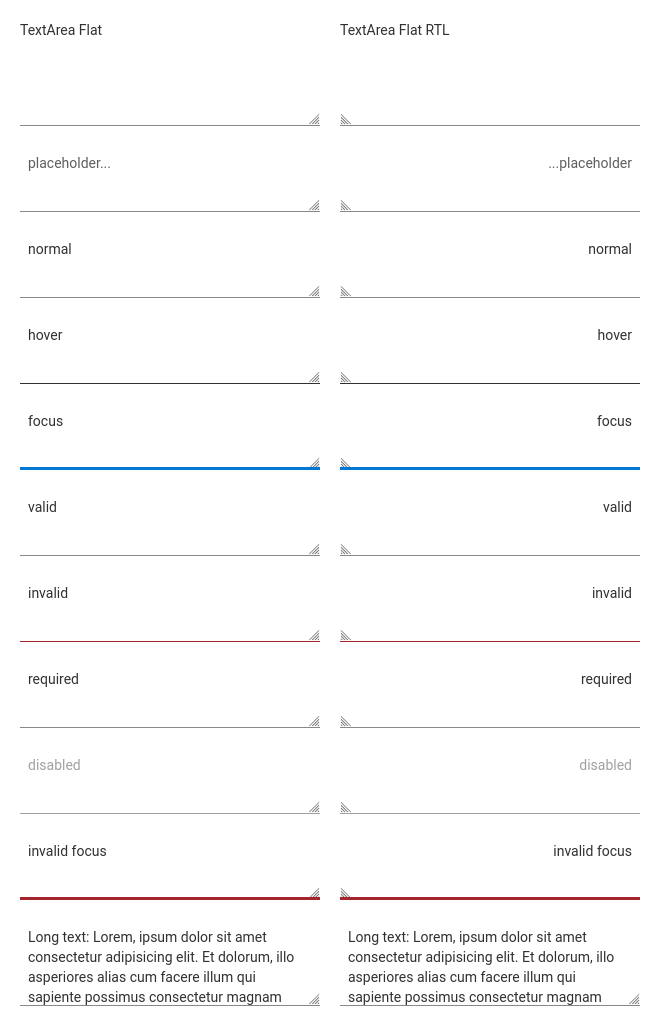 TextArea Flat
TextArea Flat RTL
placeholder...
...placeholder
normal
normal
hover
hover
focus
focus
valid
valid
invalid
invalid
required
required
disabled
disabled
invalid focus
invalid focus
Long text: Lorem, ipsum dolor sit amet
consectetur adipisicing elit. Et dolorum, illo
asperiores alias cum facere illum qui
sapiente possimus consectetur magnam
Long text: Lorem, ipsum dolor sit amet
consectetur adipisicing elit. Et dolorum, illo
asperiores alias cum facere illum qui
sapiente possimus consectetur magnam